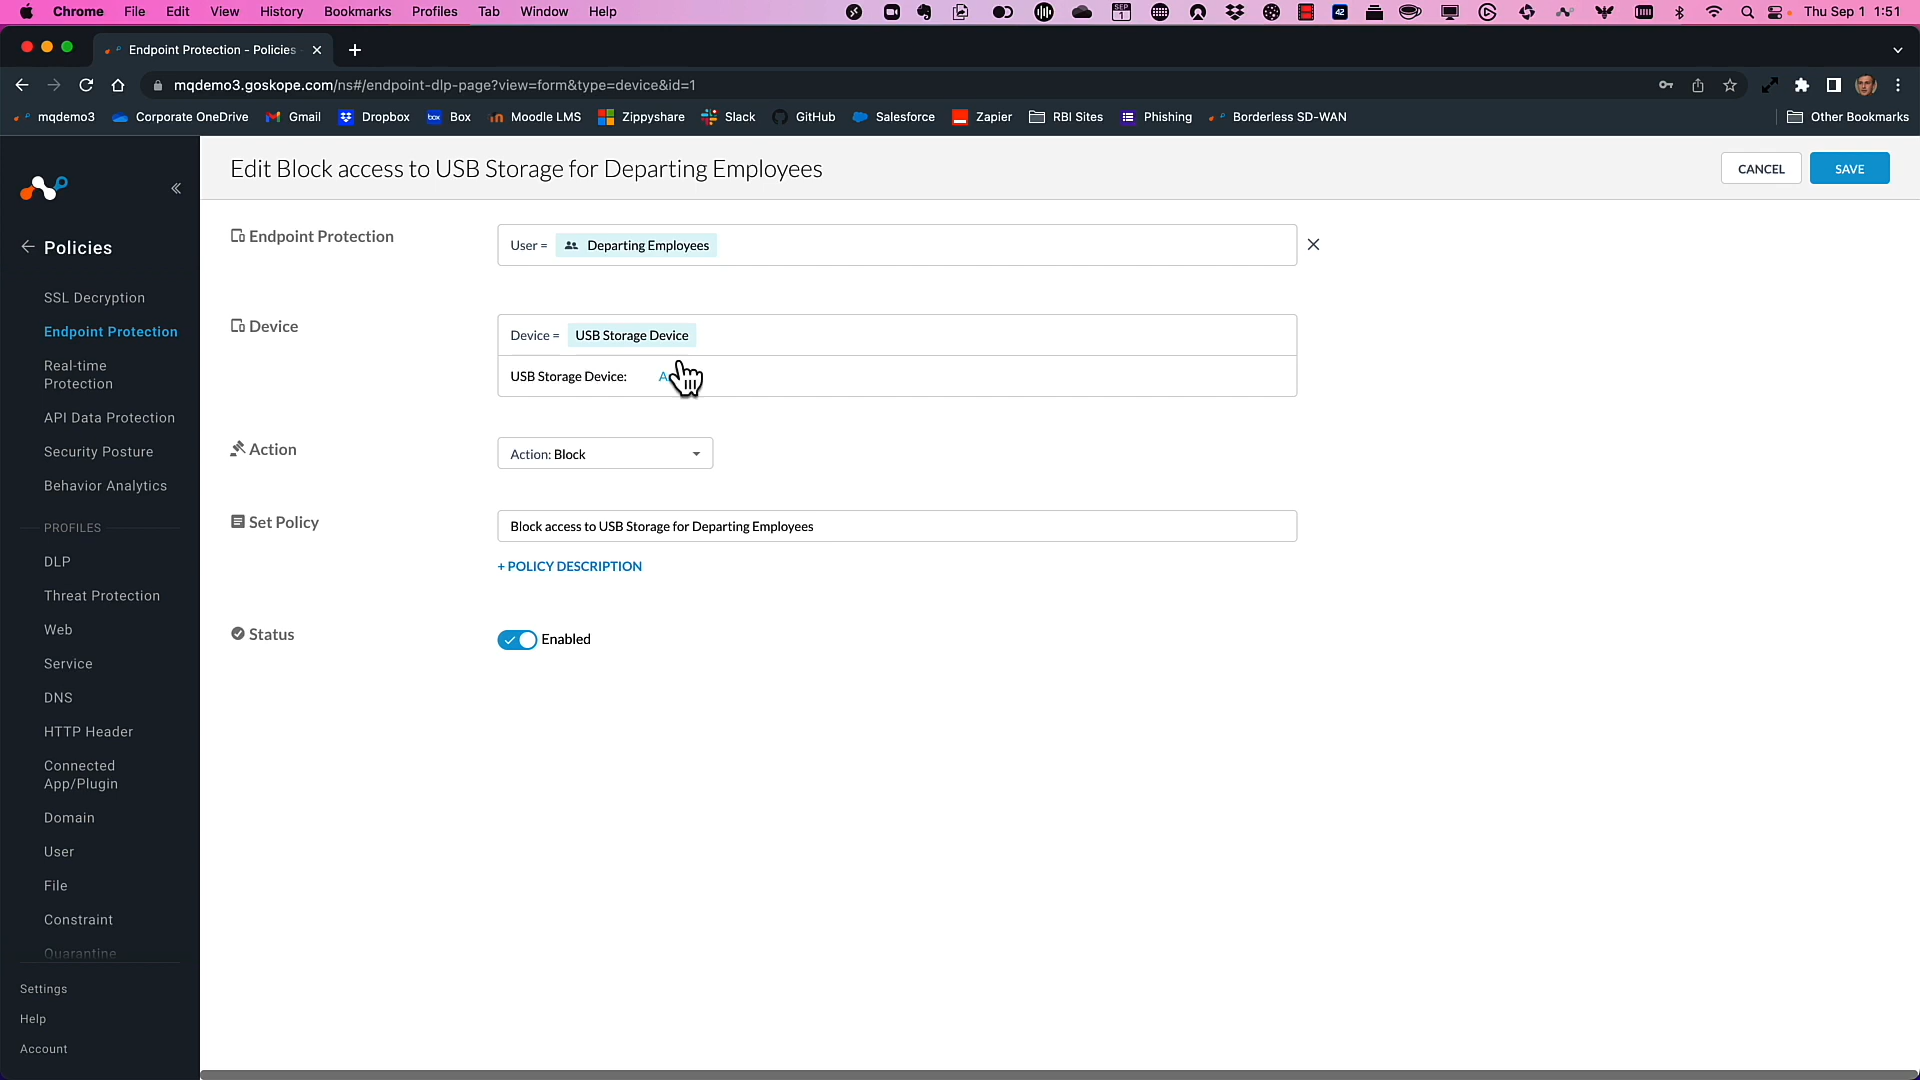 Chrome File Edit View History Bookmarks Profiles Tab Window Help SEP 1 42 Thu Sep 1 1:51
Endpoint Protection - Policies
mqdemo3.goskope.com/ns#/endpoint-dlp-page?view=form&type=device&id=1
mqdemo3 Corporate OneDrive Gmail Dropbox box Box Moodle LMS Zippyshare Slack GitHub Salesforce Zapier RBI Sites Phishing Borderless SD-WAN Other Bookmarks
Edit Block access to USB Storage for Departing Employees
CANCEL SAVE
Policies
SSL Decryption
Endpoint Protection
Real-time
Protection
API Data Protection
Security Posture
Behavior Analytics
PROFILES
DLP
Threat Protection
Web
Service
DNS
HTTP Header
Connected
App/Plugin
Domain
User
File
Constraint
Quarantine
Settings
Help
Account
Endpoint Protection
User = Departing Employees
Device
Device = USB Storage Device
USB Storage Device:
Action
Action: Block
Set Policy
Block access to USB Storage for Departing Employees
+ POLICY DESCRIPTION
Status
Enabled